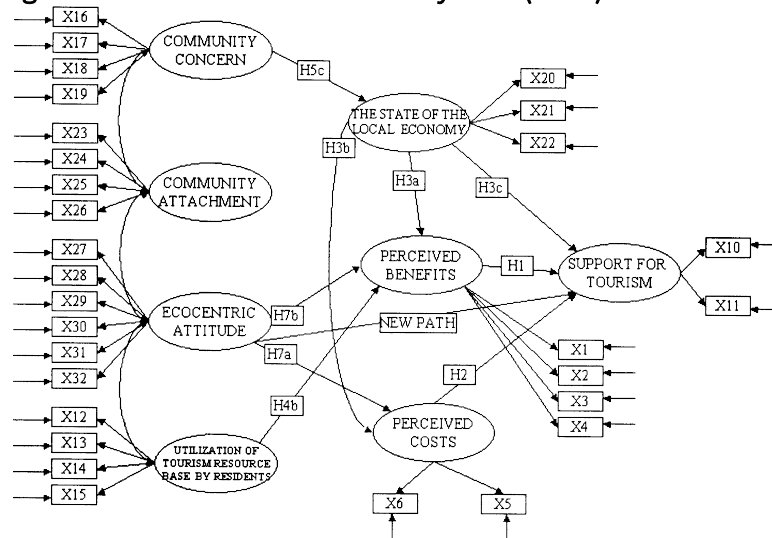 X16
X17
X18
X19
COMMUNITY
CONCERN
H5c
THE STATE OF THE
LOCAL ECONOMY
X20
X21
X22
H3b
H3a
H3c
X23
X24
X25
X26
COMMUNITY
ATTACHMENT
X27
X28
X29
X30
X31
X32
ECOCENTRIC
ATTITUDE
H7b
H7a
PERCEIVED
BENEFITS
H1
NEW PATH
SUPPORT FOR
TOURISM
X10
X11
X1
X2
X3
X4
H2
H4b
X12
X13
X14
X15
UTILIZATION OF
TOURISM RESOURCE
BASE BY RESIDENTS
PERCEIVED
COSTS
X6
X5